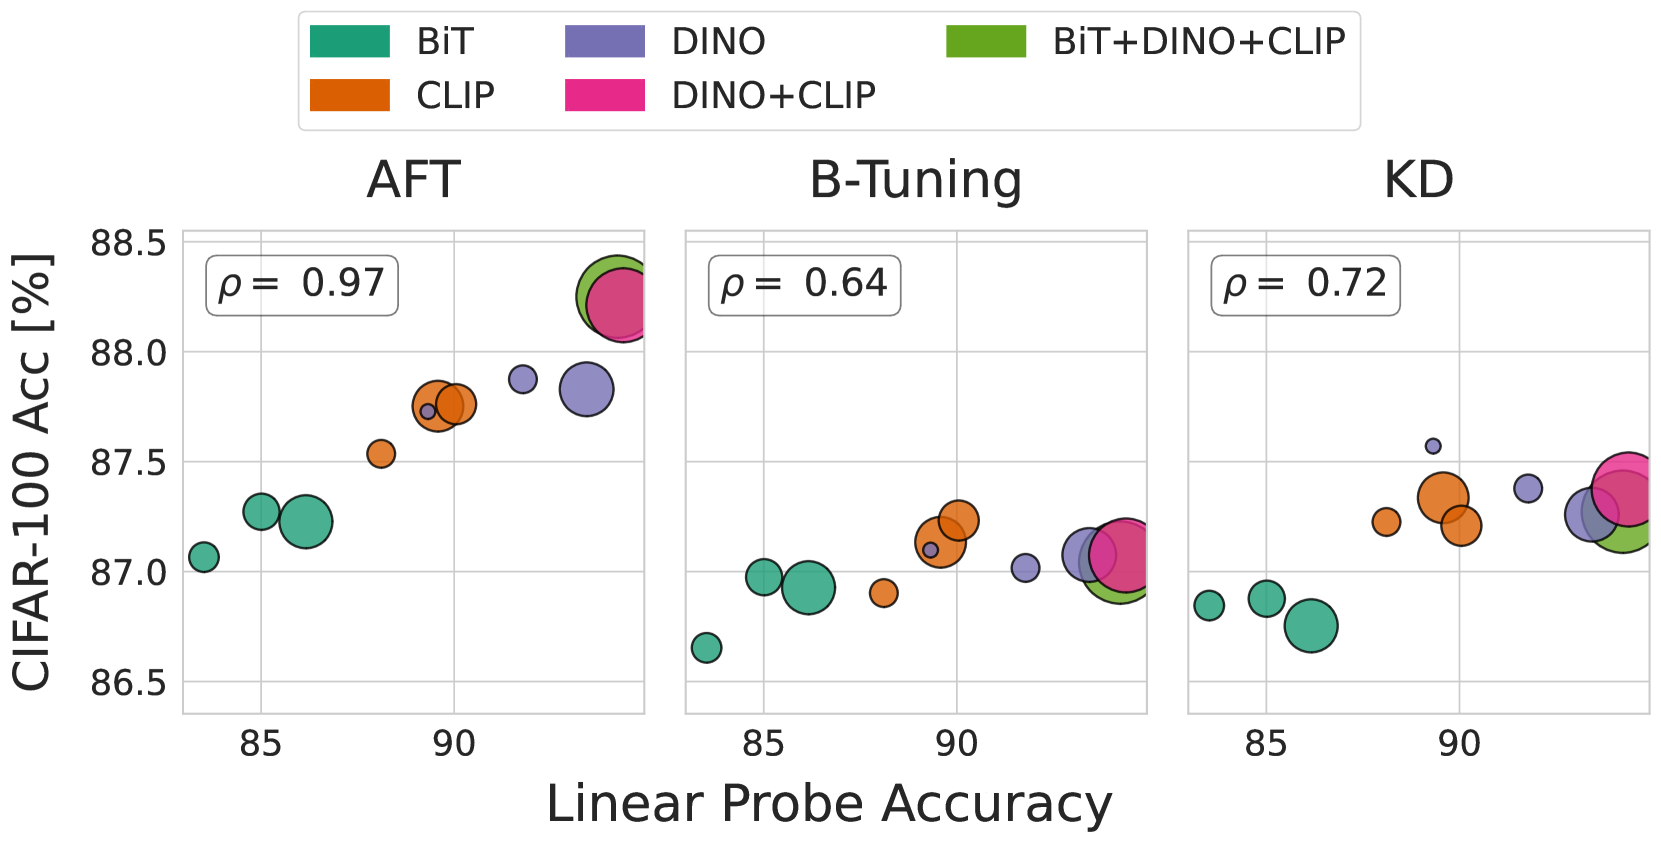 BiT DINO BiT+DINO+CLIP
CLIP DINO+CLIP
AFT B-Tuning KD
CIFAR-100 Acc [%]
88.5
88.0
87.5
87.0
86.5
ρ = 0.97
ρ = 0.64
ρ = 0.72
85 90 85 90 85 90
Linear Probe Accuracy